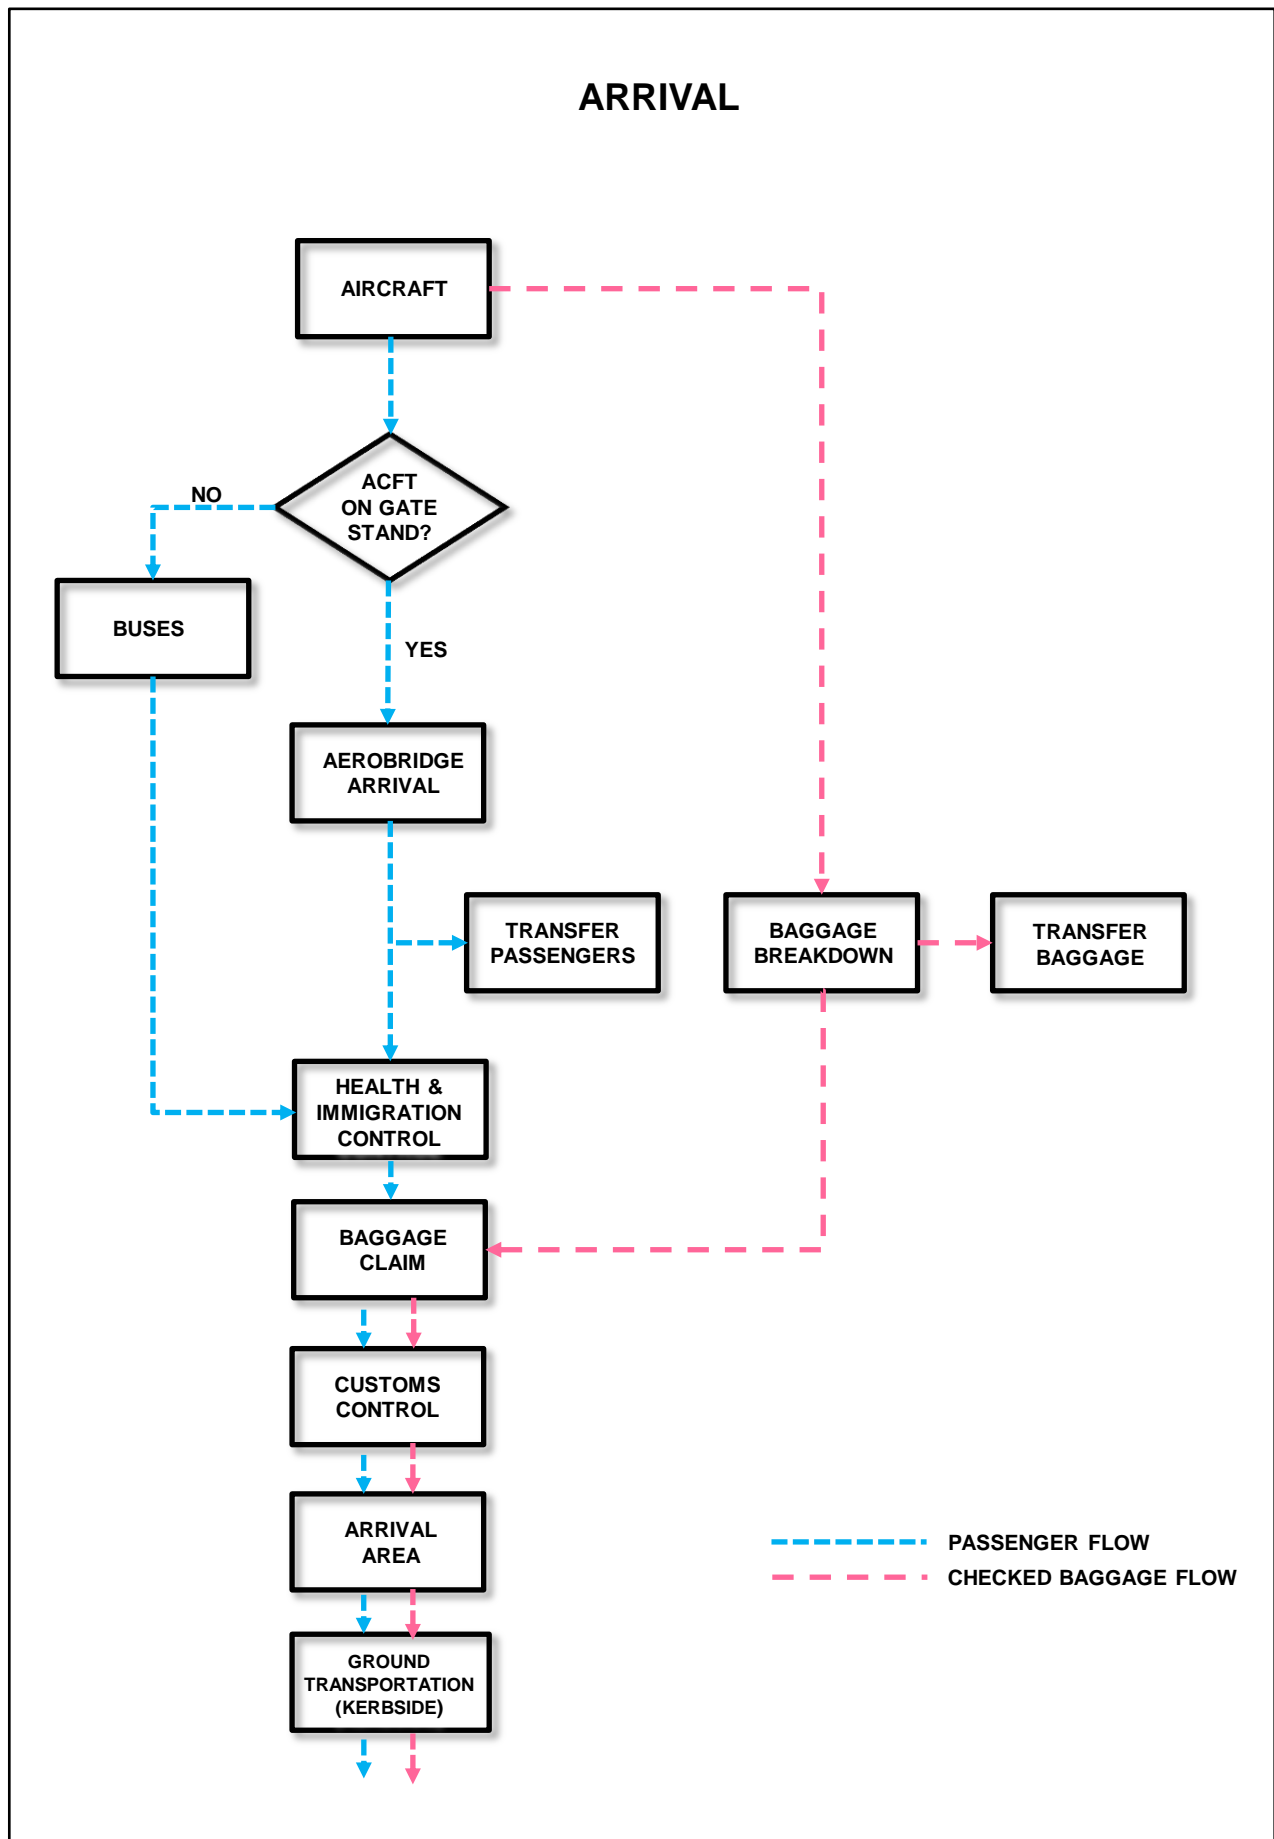 ARRIVAL
AIRCRAFT
ACFT
ON GATE
STAND?
NO
BUSES
YES
AEROBRIDGE
ARRIVAL
TRANSFER
PASSENGERS
BAGGAGE
BREAKDOWN
TRANSFER
BAGGAGE
HEALTH &
IMMIGRATION
CONTROL
BAGGAGE
CLAIM
CUSTOMS
CONTROL
ARRIVAL
AREA
PASSENGER FLOW
CHECKED BAGGAGE FLOW
GROUND
TRANSPORTATION
(KERBSIDE)